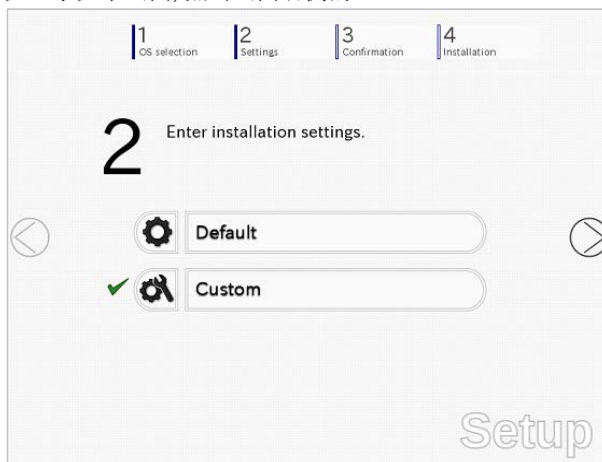 1
OS selection
2
Settings
3
Confirmation
4
Installation
2
Enter installation settings.
Default
Custom
Setup